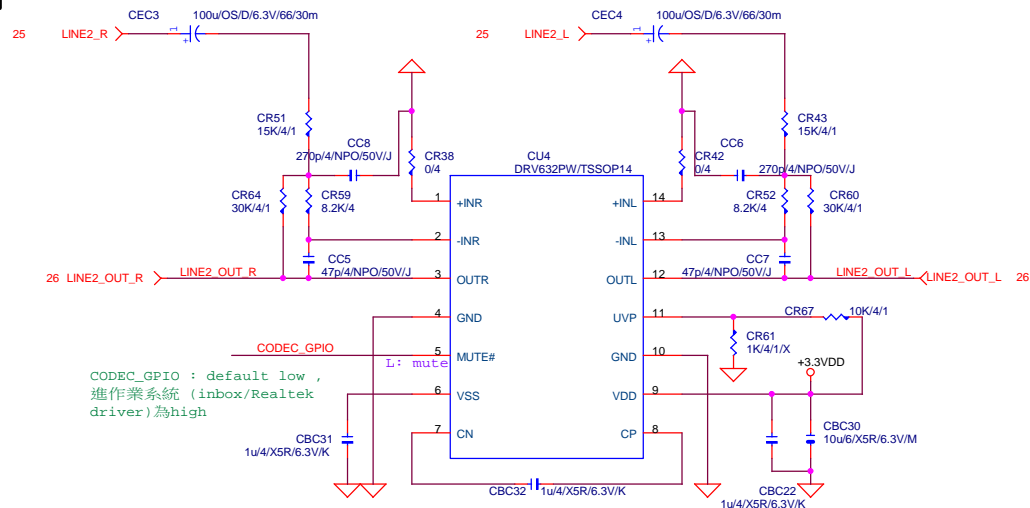 CEC3 100u/OS/D/6.3V/66/30m
CEC4 100u/OS/D/6.3V/66/30m
25 LINE2_R 1 +
25 LINE2_L 1 +
CR51
15K/4/1
CR43
15K/4/1
CC8
270p/4/NPO/50V/J
CR38
0/4
CU4
DRV632PW/TSSOP14
CR42
0/4
CC6
270p/4/NPO/50V/J
CR64
30K/4/1
CR59
8.2K/4
CR52
8.2K/4
CR60
30K/4/1
1 +INR
+INL 14
2 -INR
-INL 13
CC5
47p/4/NPO/50V/J
CC7
47p/4/NPO/50V/J
26 LINE2_OUT_R LINE2_OUT_R
3 OUTR
OUTL 12
LINE2_OUT_L LINE2_OUT_L 26
4 GND
UVP 11
CR67 10K/4/1
CR61
1K/4/1/X
CODEC_GPIO
5 MUTE#
L: mute
GND 10
+3.3VDD
CODEC_GPIO : default low ,
進作業系統 (inbox/Realtek
driver)為high
6 VSS
VDD 9
7 CN
CP 8
CBC31
1u/4/X5R/6.3V/K
CBC30
10u/6/X5R/6.3V/M
CBC32 1u/4/X5R/6.3V/K
CBC22
1u/4/X5R/6.3V/K